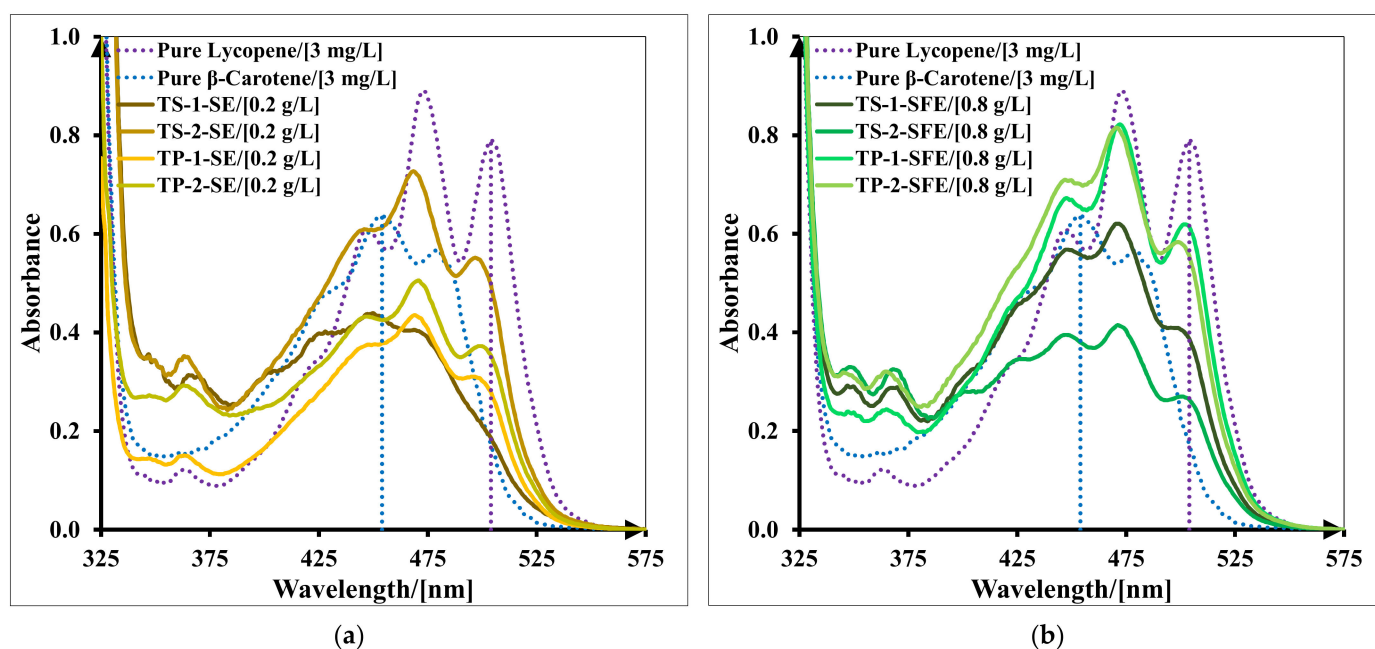 1.0
0.8
0.6
0.4
0.2
0.0
Absorbance
Pure Lycopene/[3 mg/L]
Pure β-Carotene/[3 mg/L]
TS-1-SE/[0.2 g/L]
TS-2-SE/[0.2 g/L]
TP-1-SE/[0.2 g/L]
TP-2-SE/[0.2 g/L]
325 375 425 475 525 575
Wavelength/[nm]
(a)
1.0
0.8
0.6
0.4
0.2
0.0
Absorbance
Pure Lycopene/[3 mg/L]
Pure β-Carotene/[3 mg/L]
TS-1-SFE/[0.8 g/L]
TS-2-SFE/[0.8 g/L]
TP-1-SFE/[0.8 g/L]
TP-2-SFE/[0.8 g/L]
325 375 425 475 525 575
Wavelength/[nm]
(b)